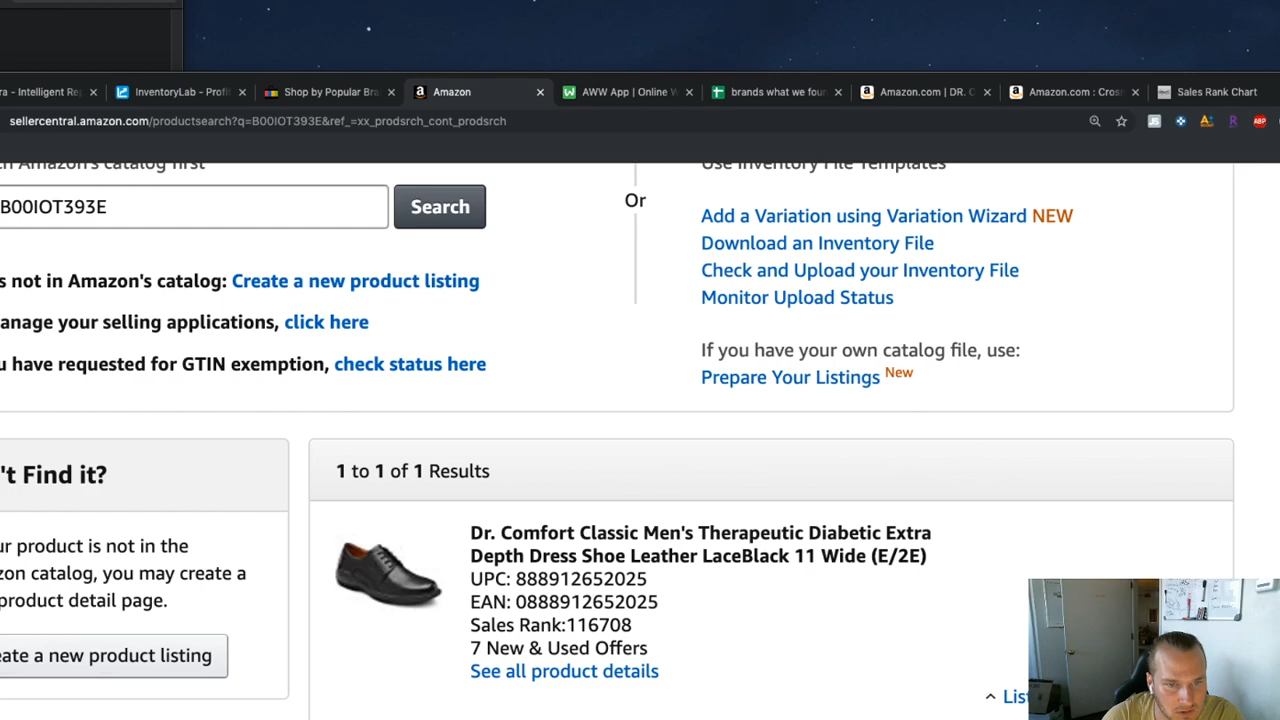 ra - Intelligent Re
InventoryLab - Profi
Shop by Popular Bra
Amazon
AWW App | Online W
brands what we foun
Amazon.com | DR. C
Amazon.com : Cros
Sales Rank Chart
sellercentral.amazon.com/productsearch?q=B00IOT393E&ref_=xx_prodsrch_cont_prodsrch
n Amazon's catalog first
Use Inventory File Templates
B00IOT393E
Search
Or
Add a Variation using Variation Wizard NEW
Download an Inventory File
Check and Upload your Inventory File
Monitor Upload Status
s not in Amazon's catalog: Create a new product listing
anage your selling applications, click here
u have requested for GTIN exemption, check status here
If you have your own catalog file, use:
Prepare Your Listings New
't Find it?
ur product is not in the
zon catalog, you may create a
product detail page.
eate a new product listing
1 to 1 of 1 Results
Dr. Comfort Classic Men's Therapeutic Diabetic Extra
Depth Dress Shoe Leather LaceBlack 11 Wide (E/2E)
UPC: 888912652025
EAN: 0888912652025
Sales Rank:116708
7 New & Used Offers
See all product details
List